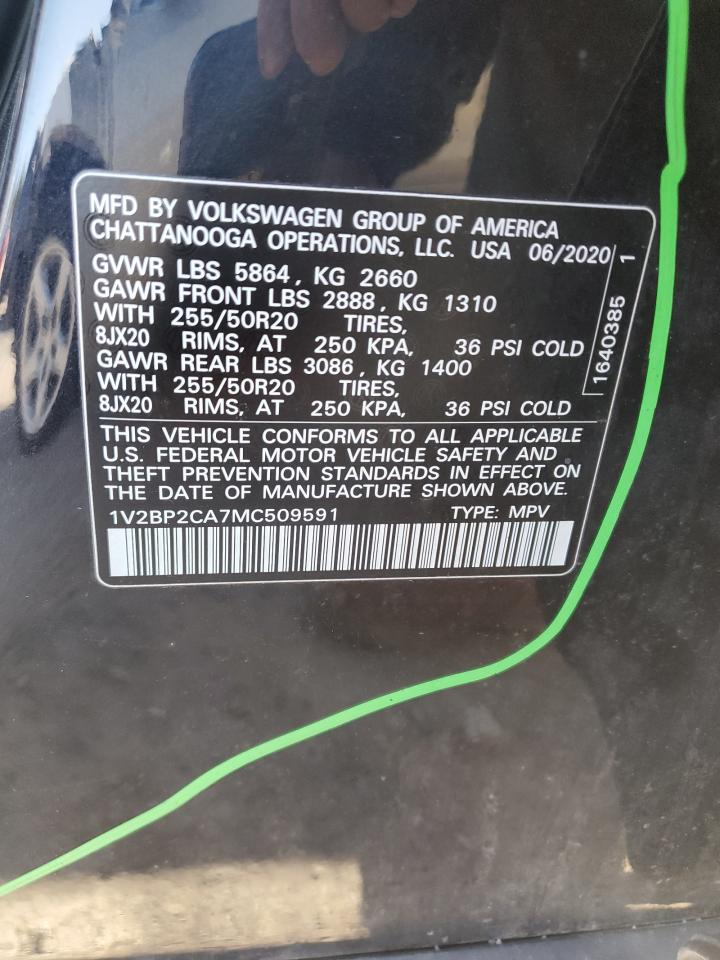 MFD BY VOLKSWAGEN GROUP OF AMERICA
CHATTANOOGA OPERATIONS, LLC. USA 06/2020
GVWR LBS 5864, KG 2660
GAWR FRONT LBS 2888, KG 1310
WITH 255/50R20 TIRES,
8JX20 RIMS, AT 250 KPA, 36 PSI COLD
GAWR REAR LBS 3086, KG 1400
WITH 255/50R20 TIRES,
8JX20 RIMS, AT 250 KPA, 36 PSI COLD
THIS VEHICLE CONFORMS TO ALL APPLICABLE
U.S. FEDERAL MOTOR VEHICLE SAFETY AND
THEFT PREVENTION STANDARDS IN EFFECT ON
THE DATE OF MANUFACTURE SHOWN ABOVE.
1V2BP2CA7MC509591 TYPE: MPV
1640385 1